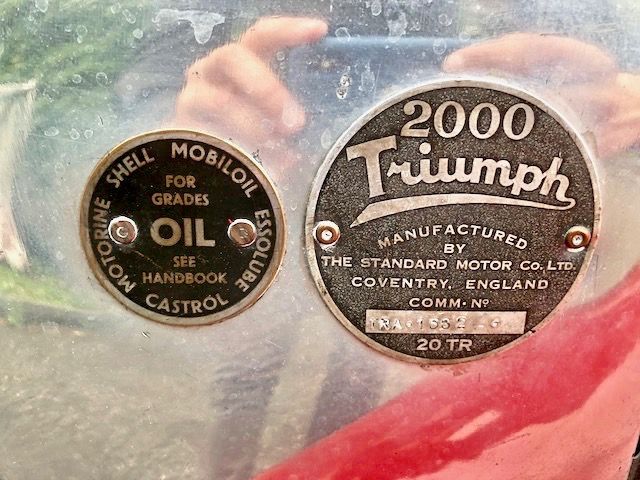 MOTORINE SHELL MOBILOIL ESSOLUBE CASTROL
FOR
GRADES
OIL
SEE
HANDBOOK
2000
Triumph
MANUFACTURED
BY
THE STANDARD MOTOR CO. LTD.
COVENTRY, ENGLAND
COMM. Nº
20 TR